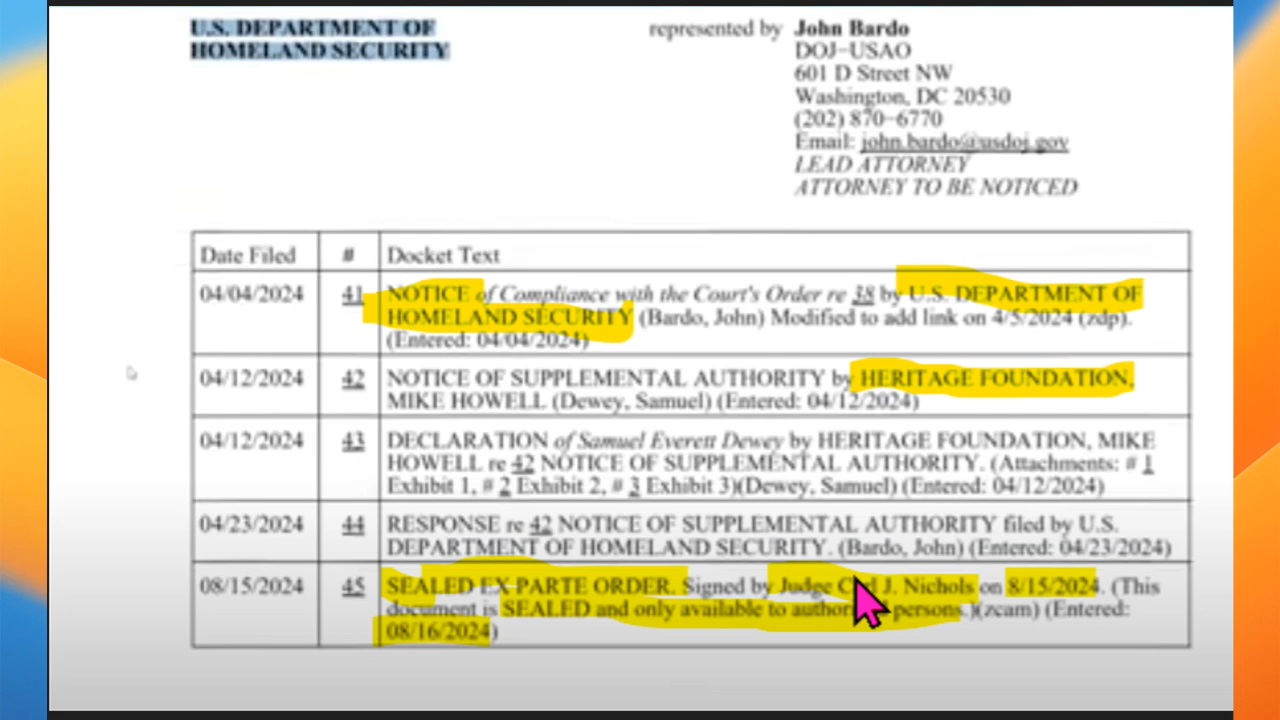 U.S. DEPARTMENT OF
HOMELAND SECURITY
represented by John Bardo
DOJ−USAO
601 D Street NW
Washington, DC 20530
(202) 870−6770
Email: john.bardo@usdoj.gov
LEAD ATTORNEY
ATTORNEY TO BE NOTICED
Date Filed # Docket Text
04/04/2024 41 NOTICE of Compliance with the Court's Order re 38 by U.S. DEPARTMENT OF
HOMELAND SECURITY (Bardo, John) Modified to add link on 4/5/2024 (zdp).
(Entered: 04/04/2024)
04/12/2024 42 NOTICE OF SUPPLEMENTAL AUTHORITY by HERITAGE FOUNDATION,
MIKE HOWELL (Dewey, Samuel) (Entered: 04/12/2024)
04/12/2024 43 DECLARATION of Samuel Everett Dewey by HERITAGE FOUNDATION, MIKE
HOWELL re 42 NOTICE OF SUPPLEMENTAL AUTHORITY. (Attachments: # 1
Exhibit 1, # 2 Exhibit 2, # 3 Exhibit 3)(Dewey, Samuel) (Entered: 04/12/2024)
04/23/2024 44 RESPONSE re 42 NOTICE OF SUPPLEMENTAL AUTHORITY filed by U.S.
DEPARTMENT OF HOMELAND SECURITY. (Bardo, John) (Entered: 04/23/2024)
08/15/2024 45 SEALED EX PARTE ORDER. Signed by Judge Carl J. Nichols on 8/15/2024. (This
document is SEALED and only available to authorized persons.)(zcam) (Entered:
08/16/2024)